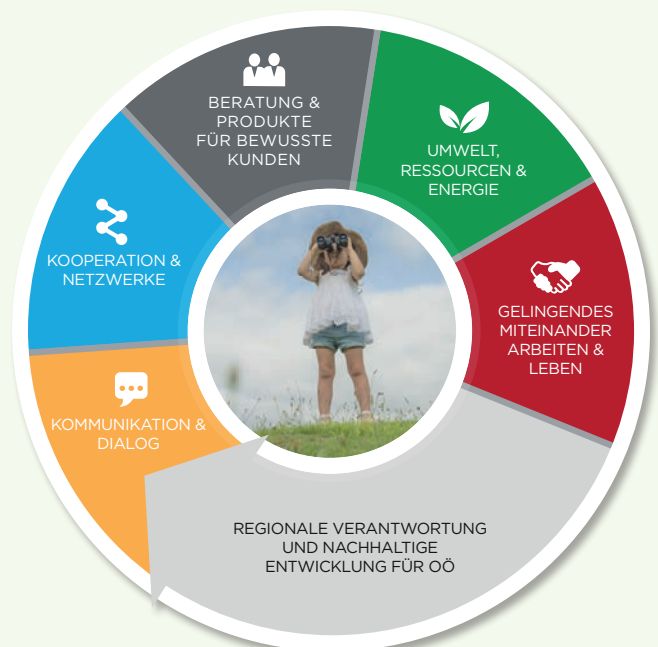 BERATUNG &
PRODUKTE
FÜR BEWUSSTE
KUNDEN
UMWELT,
RESSOURCEN &
ENERGIE
GELINGENDES
MITEINANDER
ARBEITEN &
LEBEN
REGIONALE VERANTWORTUNG
UND NACHHALTIGE
ENTWICKLUNG FÜR OÖ
KOMMUNIKATION &
DIALOG
KOOPERATION &
NETZWERKE